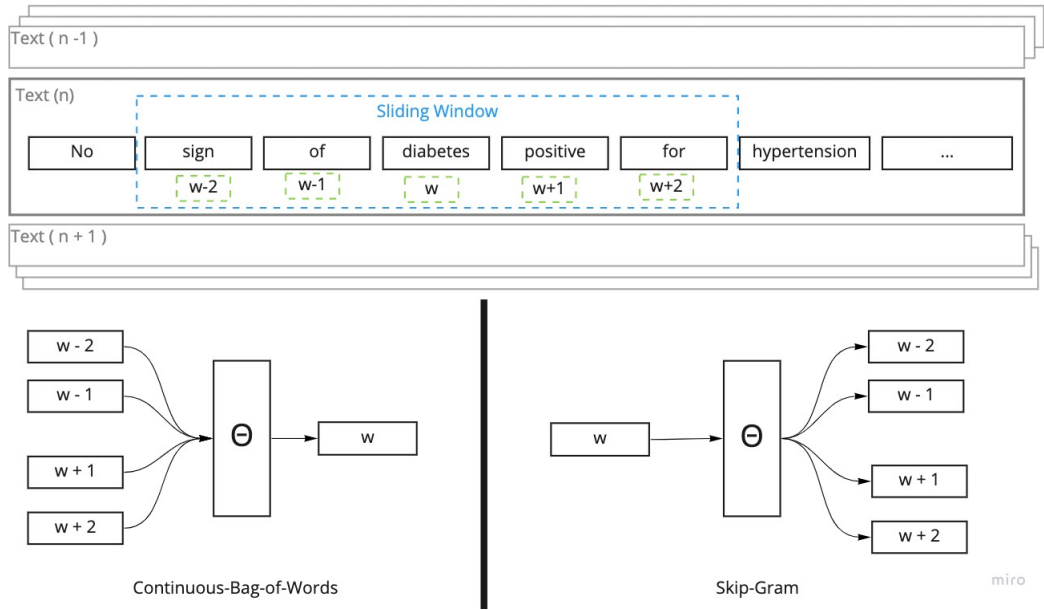 Text ( n -1 )
Text (n)
Sliding Window
No sign of diabetes positive for hypertension ...
w-2 w-1 w w+1 w+2
Text ( n + 1 )
w - 2
w - 1
w + 1
w + 2
Θ
w
Continuous-Bag-of-Words
w
Θ
w - 2
w - 1
w + 1
w + 2
Skip-Gram
miro